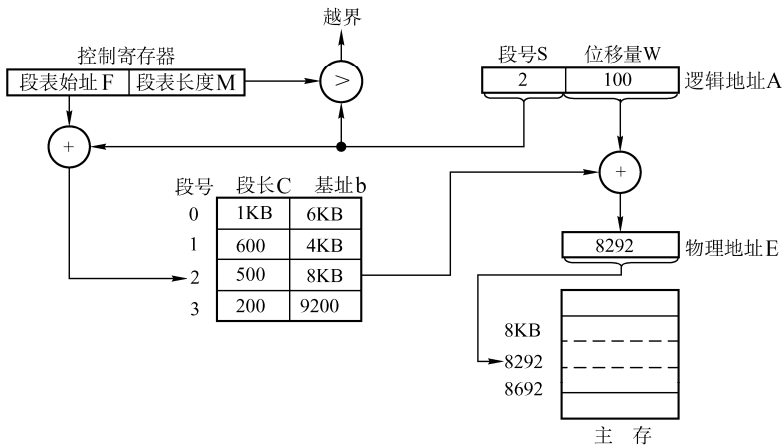 越界
控制寄存器
段表始址F 段表长度M
>
段号S 位移量W
2 100 逻辑地址A
+
+
段号 段长C 基址b
0 1KB 6KB
1 600 4KB
2 500 8KB
3 200 9200
8292 物理地址E
8KB
8292
8692
主 存